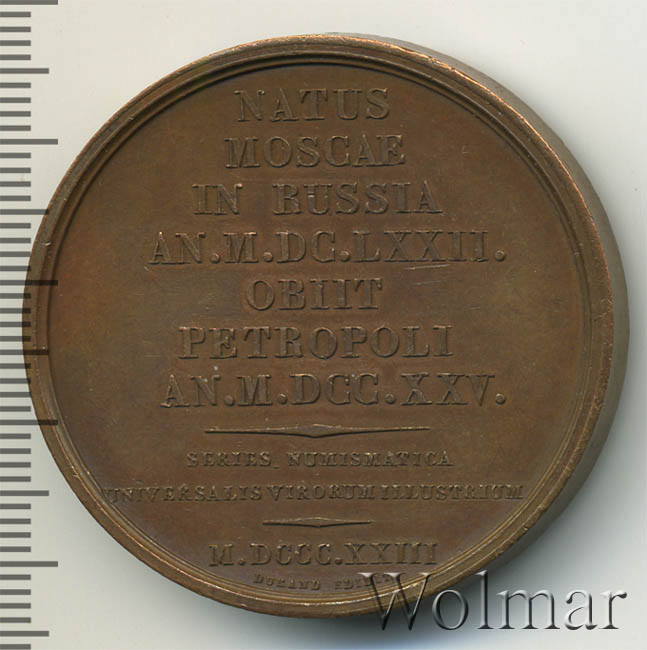 NATUS
MOSCAE
IN RUSSIA
AN.M.DC.LXXII.
OBIIT
PETROPOLI
AN.M.DCC.XXV.
SERIES NUMISMATICA
UNIVERSALIS VIRORUM ILLUSTRIUM
M.DCCC.XXIII
DURAND
Wolmar